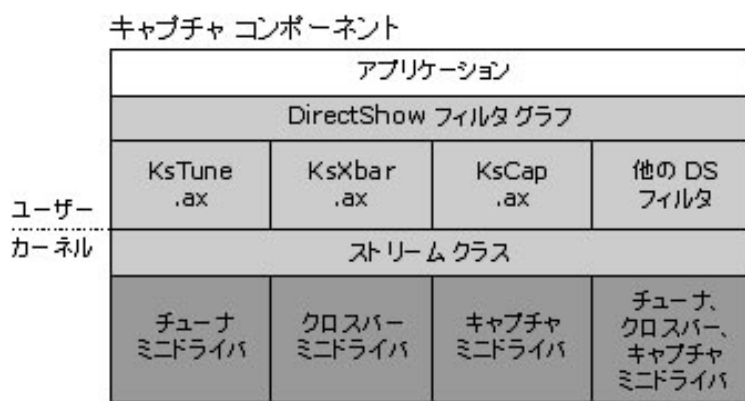 キャプチャ コンポーネント
アプリケーション
DirectShow フィルタ グラフ
KsTune
.ax
KsXbar
.ax
KsCap
.ax
他の DS
フィルタ
ユーザー
カーネル
ストリーム クラス
チューナ
ミニドライバ
クロスバー
ミニドライバ
キャプチャ
ミニドライバ
チューナ、
クロスバー、
キャプチャ
ミニドライバ